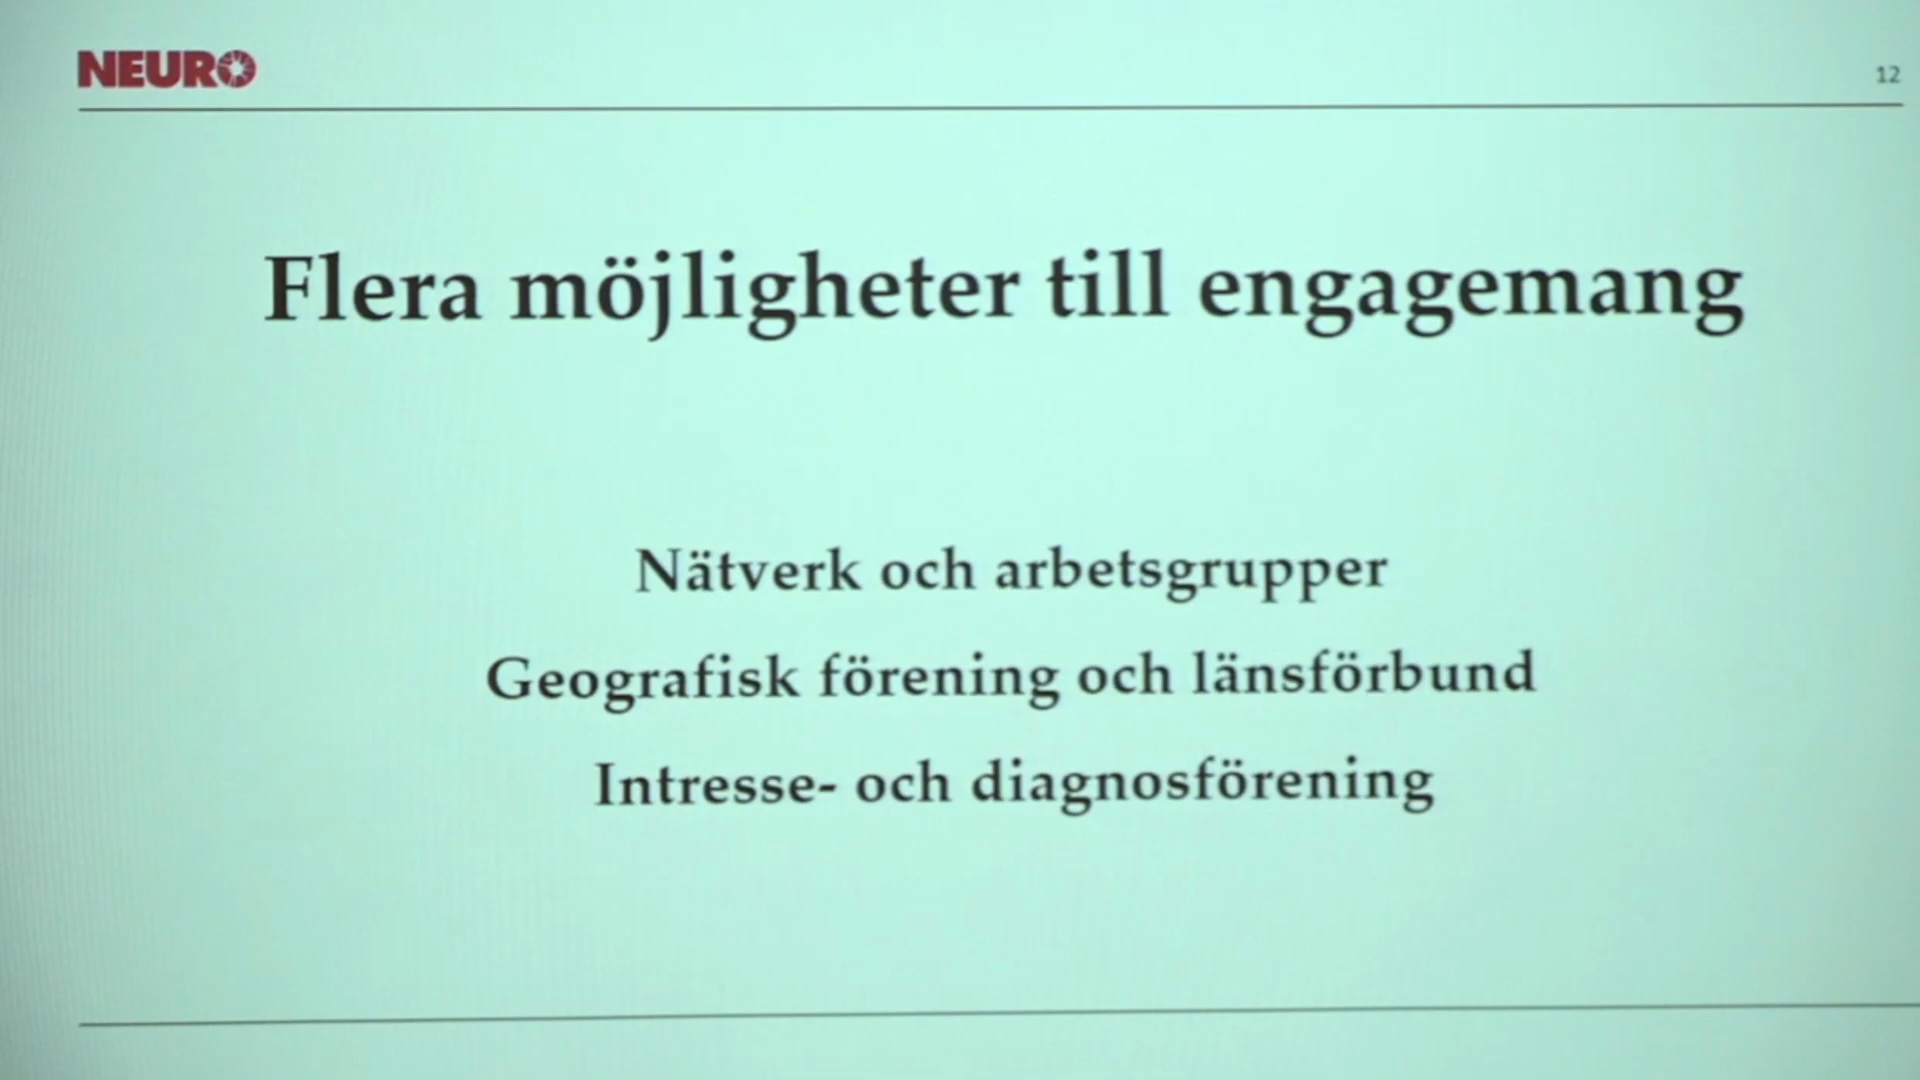 NEURO
12
Flera möjligheter till engagemang
Nätverk och arbetsgrupper
Geografisk förening och länsförbund
Intresse- och diagnosförening